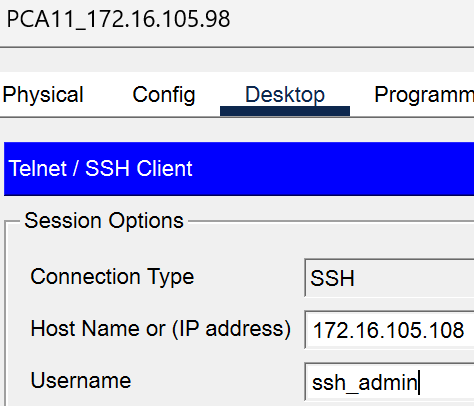 PCA11_172.16.105.98
Physical Config Desktop Programm
Telnet / SSH Client
Session Options
Connection Type SSH
Host Name or (IP address) 172.16.105.108
Username ssh_admin